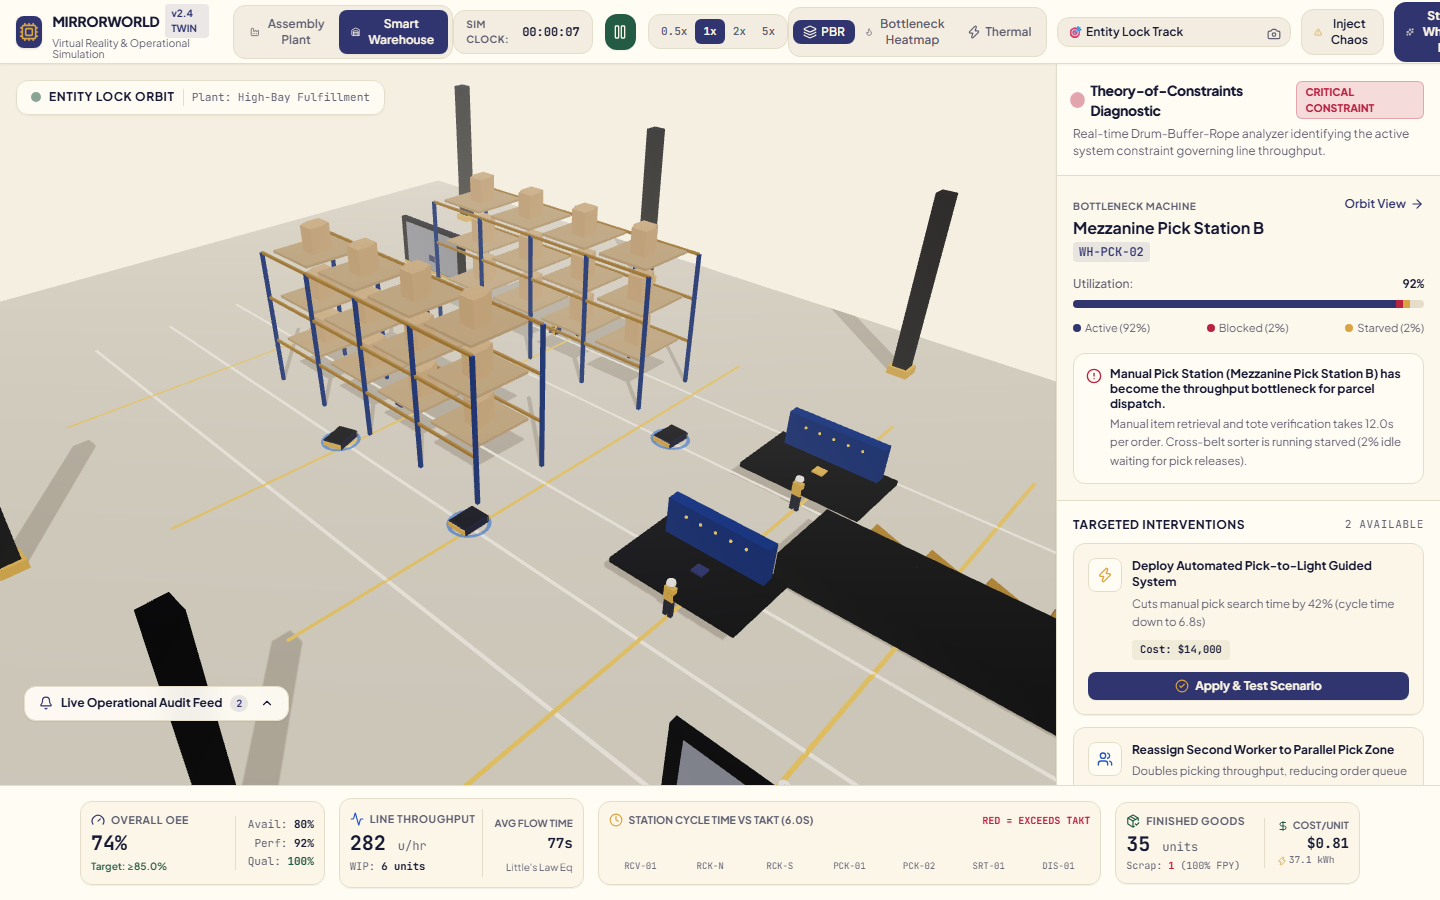 MIRRORWORLD
v2.4
TWIN
Virtual Reality & Operational
Simulation
Assembly
Plant
Smart
Warehouse
SIM
CLOCK:
00:00:07
0.5x 1x 2x 5x
PBR
Bottleneck
Heatmap
Thermal
Entity Lock Track
Inject
Chaos
ENTITY LOCK ORBIT
Plant: High-Bay Fulfillment
Theory-of-Constraints
Diagnostic
CRITICAL
CONSTRAINT
Real-time Drum-Buffer-Rope analyzer identifying the active
system constraint governing line throughput.
BOTTLENECK MACHINE
Orbit View
Mezzanine Pick Station B
WH-PCK-02
Utilization: 92%
Active (92%) Blocked (2%) Starved (2%)
Manual Pick Station (Mezzanine Pick Station B) has
become the throughput bottleneck for parcel
dispatch.
Manual item retrieval and tote verification takes 12.0s
per order. Cross-belt sorter is running starved (2% idle
waiting for pick releases).
TARGETED INTERVENTIONS 2 AVAILABLE
Deploy Automated Pick-to-Light Guided
System
Cuts manual pick search time by 42% (cycle time
down to 6.8s)
Cost: $14,000
Apply & Test Scenario
Reassign Second Worker to Parallel Pick Zone
Doubles picking throughput, reducing order queue
Live Operational Audit Feed 2
OVERALL OEE
74%
Target: ≥85.0%
Avail: 80%
Perf: 92%
Qual: 100%
LINE THROUGHPUT
282 u/hr
WIP: 6 units
AVG FLOW TIME
77s
Little's Law Eq
STATION CYCLE TIME VS TAKT (6.0S)
RED = EXCEEDS TAKT
RCV-01 RCK-N RCK-S PCK-01 PCK-02 SRT-01 DIS-01
FINISHED GOODS
35 units
Scrap: 1 (100% FPY)
COST/UNIT
$0.81
37.1 kWh